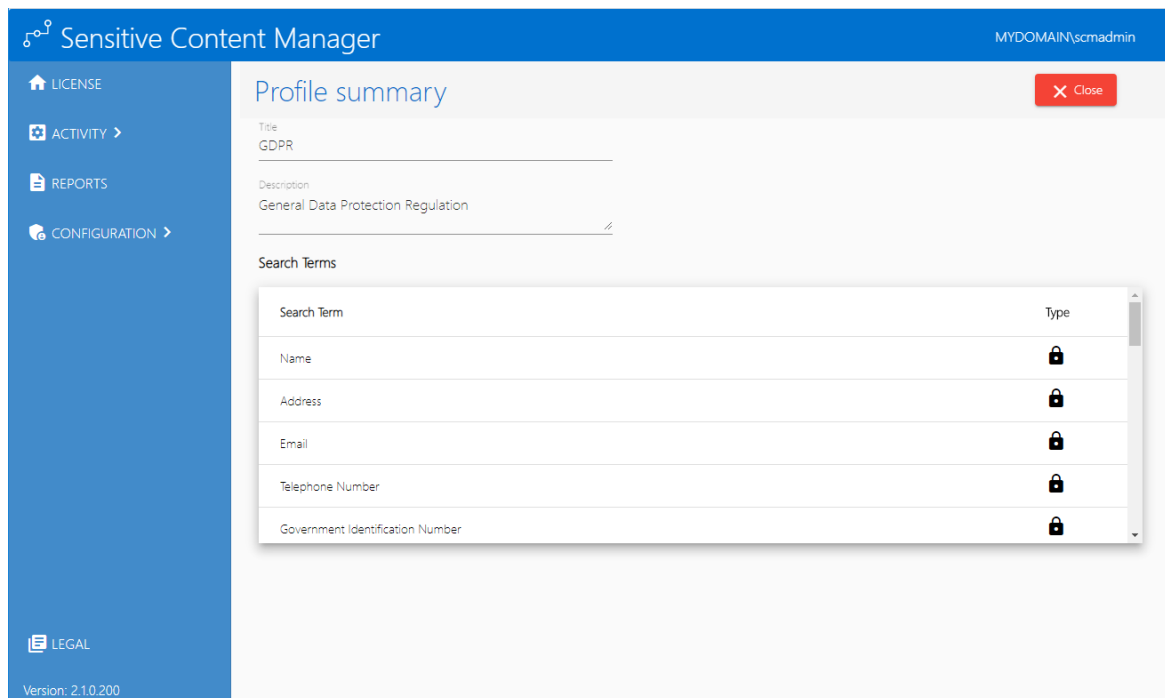 Sensitive Content Manager
MYDOMAIN\scmadmin
LICENSE
ACTIVITY
REPORTS
CONFIGURATION
LEGAL
Version: 2.1.0.200
Profile summary
Close
Title
GDPR
Description
General Data Protection Regulation
Search Terms
Search Term Type
Name
Address
Email
Telephone Number
Government Identification Number